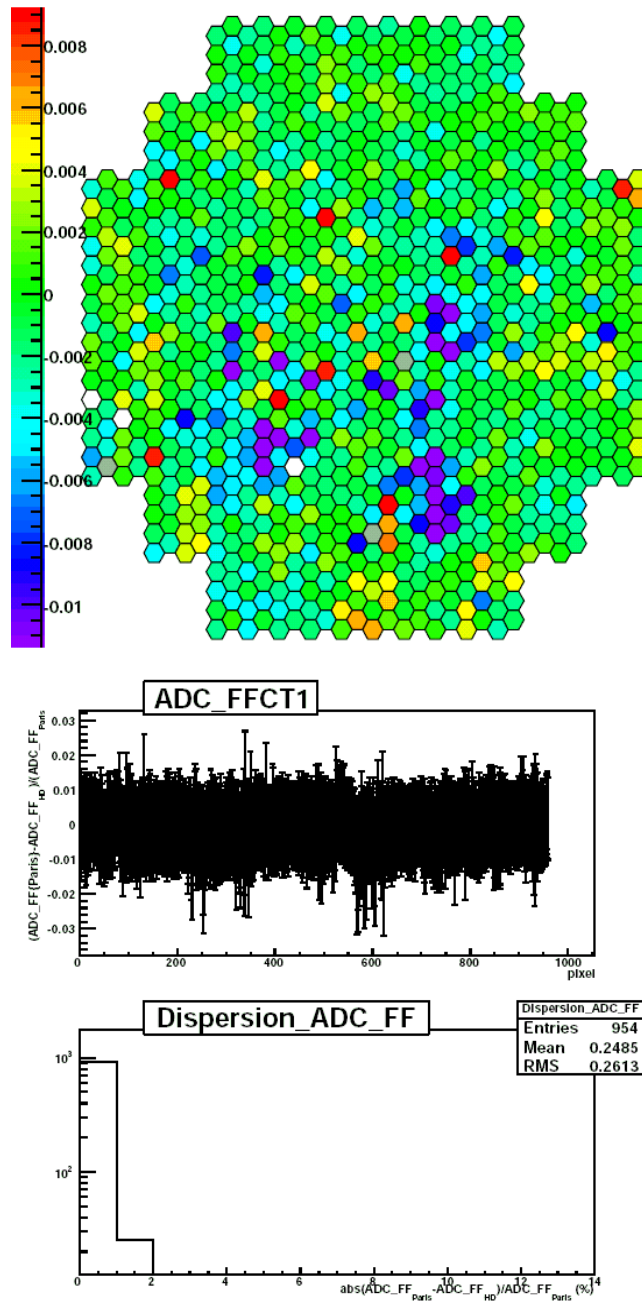 0.008
0.006
0.004
0.002
0
-0.002
-0.004
-0.006
-0.008
-0.01
ADC_FFCT1
(ADC_FF{Paris}-ADC_FF_HD)/(ADC_FF_Paris
0.03
0.02
0.01
0
-0.01
-0.02
-0.03
0 200 400 600 800 1000
pixel
Dispersion_ADC_FF
Dispersion_ADC_FF
Entries 954
Mean 0.2485
RMS 0.2613
10³
10²
0 2 4 6 8 10 12 14
abs(ADC_FF_Paris-ADC_FF_HD)/ADC_FF_Paris (%)